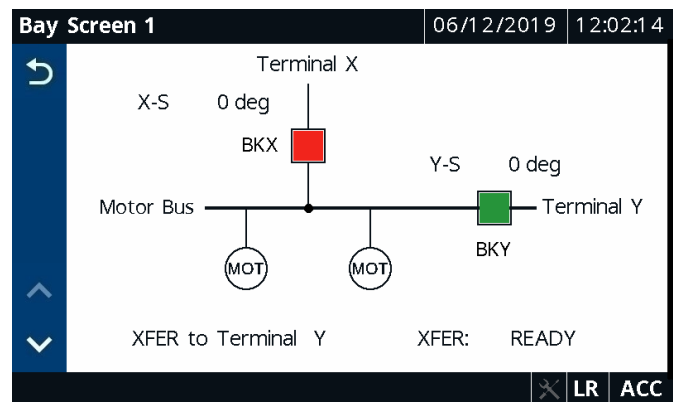 Bay Screen 1 06/12/2019 12:02:14
Terminal X
X-S 0 deg
BKX
Y-S 0 deg
Motor Bus Terminal Y
BKY
MOT MOT
XFER to Terminal Y XFER: READY
LR ACC